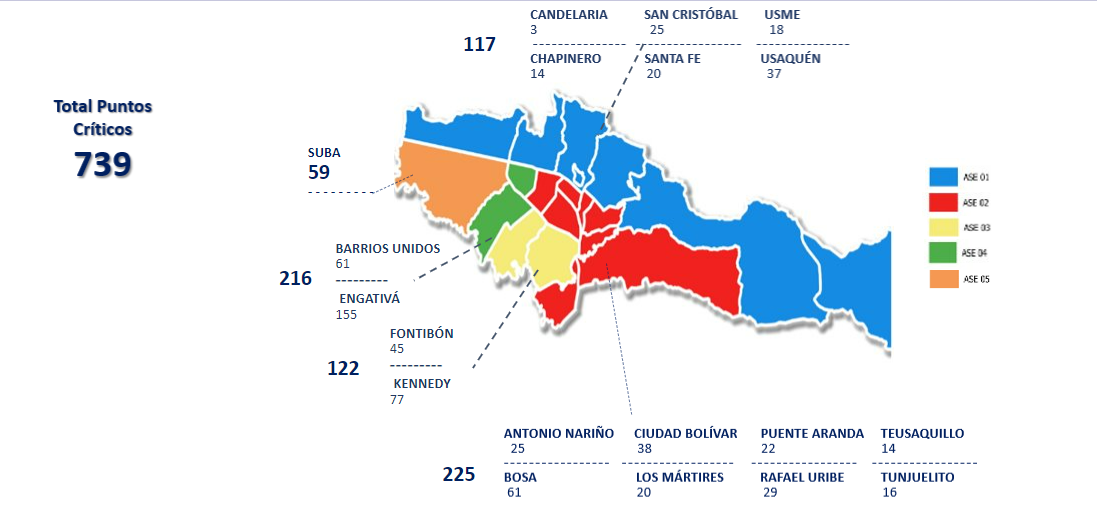 Total Puntos
Críticos
739
117
CANDELARIA
3
SAN CRISTÓBAL
25
USME
18
CHAPINERO
14
SANTA FE
20
USAQUÉN
37
SUBA
59
216
BARRIOS UNIDOS
61
ENGATIVÁ
155
122
FONTIBÓN
45
KENNEDY
77
ASE 01
ASE 02
ASE 03
ASE 04
ASE 05
225
ANTONIO NARIÑO
25
CIUDAD BOLÍVAR
38
PUENTE ARANDA
22
TEUSAQUILLO
14
BOSA
61
LOS MÁRTIRES
20
RAFAEL URIBE
29
TUNJUELITO
16